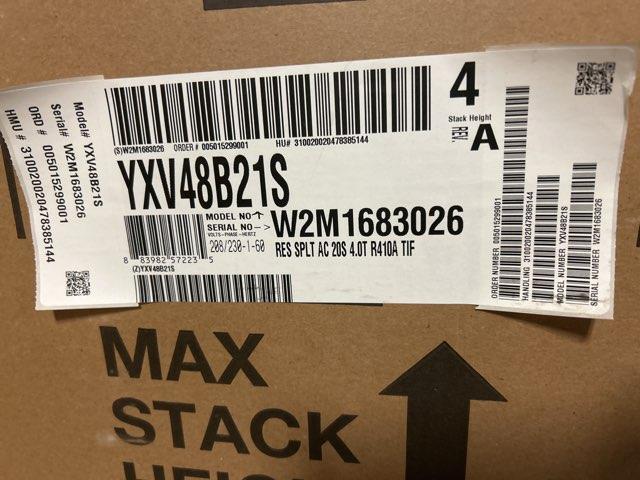 Model# YXV48B21S
Serial# W2M1683026
ORD # 005015299001
HMU # 310020020478385144
(S)W2M1683026 ORDER # 005015299001 HU# 310020020478385144
YXV48B21S
MODEL NO
SERIAL NO -> W2M1683026
VOLTS-PHASE-HERTZ
208/230-1-60 RES SPLT AC 20S 4.0T R410A TIF
8 83982 57223 5
(Z)YXV48B21S
4
Stack Height
REV. A
ORDER NUMBER 005015299001
HANDLING 310020020478385144
MODEL NUMBER YXV48B21S
SERIAL NUMBER W2M1683026
MAX
STACK